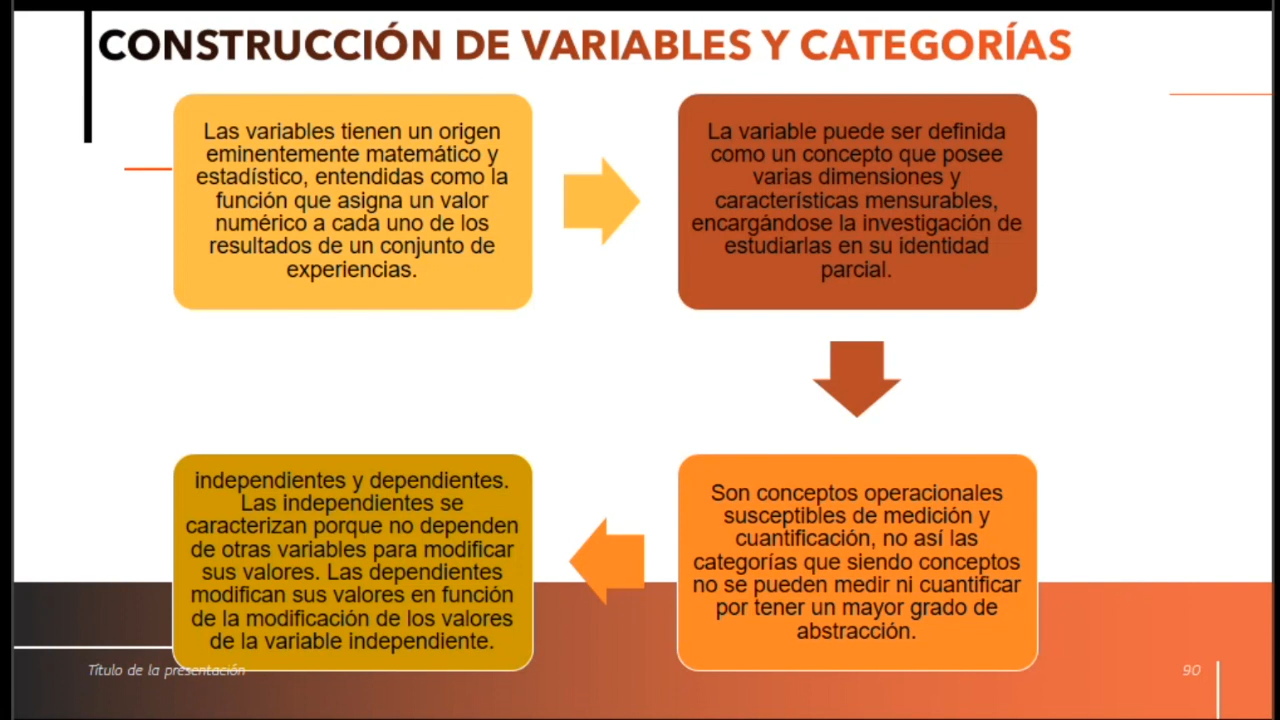 CONSTRUCCIÓN DE VARIABLES Y CATEGORÍAS
Las variables tienen un origen
eminentemente matemático y
estadístico, entendidas como la
función que asigna un valor
numérico a cada uno de los
resultados de un conjunto de
experiencias.
La variable puede ser definida
como un concepto que posee
varias dimensiones y
características mensurables,
encargándose la investigación de
estudiarlas en su identidad
parcial.
Son conceptos operacionales
susceptibles de medición y
cuantificación, no así las
categorías que siendo conceptos
no se pueden medir ni cuantificar
por tener un mayor grado de
abstracción.
independientes y dependientes.
Las independientes se
caracterizan porque no dependen
de otras variables para modificar
sus valores. Las dependientes
modifican sus valores en función
de la modificación de los valores
de la variable independiente.
Título de la presentación
90